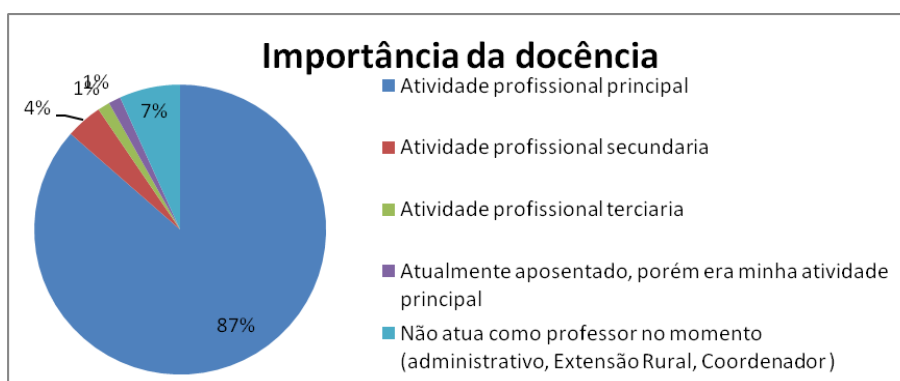 Importância da docência
Atividade profissional principal
Atividade profissional secundaria
Atividade profissional terciaria
Atualmente aposentado, porém era minha atividade
principal
Não atua como professor no momento
(administrativo, Extensão Rural, Coordenador)
87%
4%
1%
1%
7%